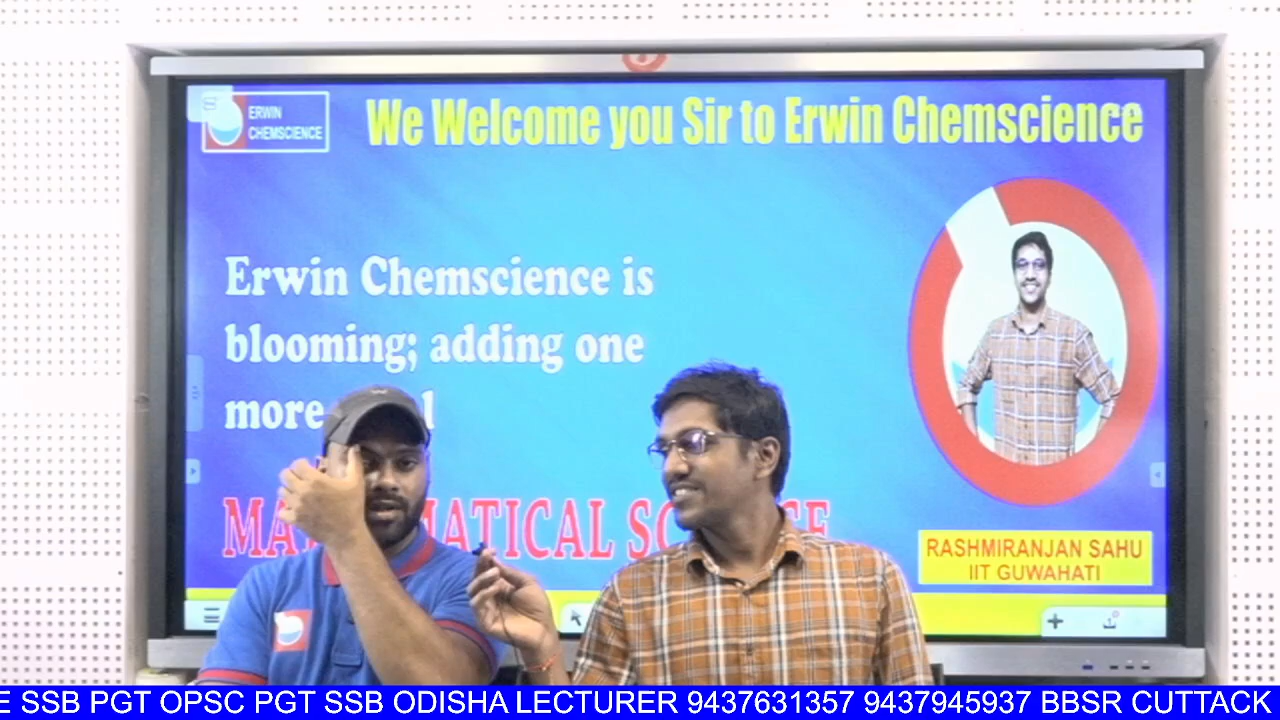 ERWIN
CHEMSCIENCE
We Welcome you Sir to Erwin Chemscience
Erwin Chemscience is
blooming; adding one
more
RASHMIRANJAN SAHU
IIT GUWAHATI
SSB PGT OPSC PGT SSB ODISHA LECTURER 9437631357 9437945937 BBSR CUTTACK